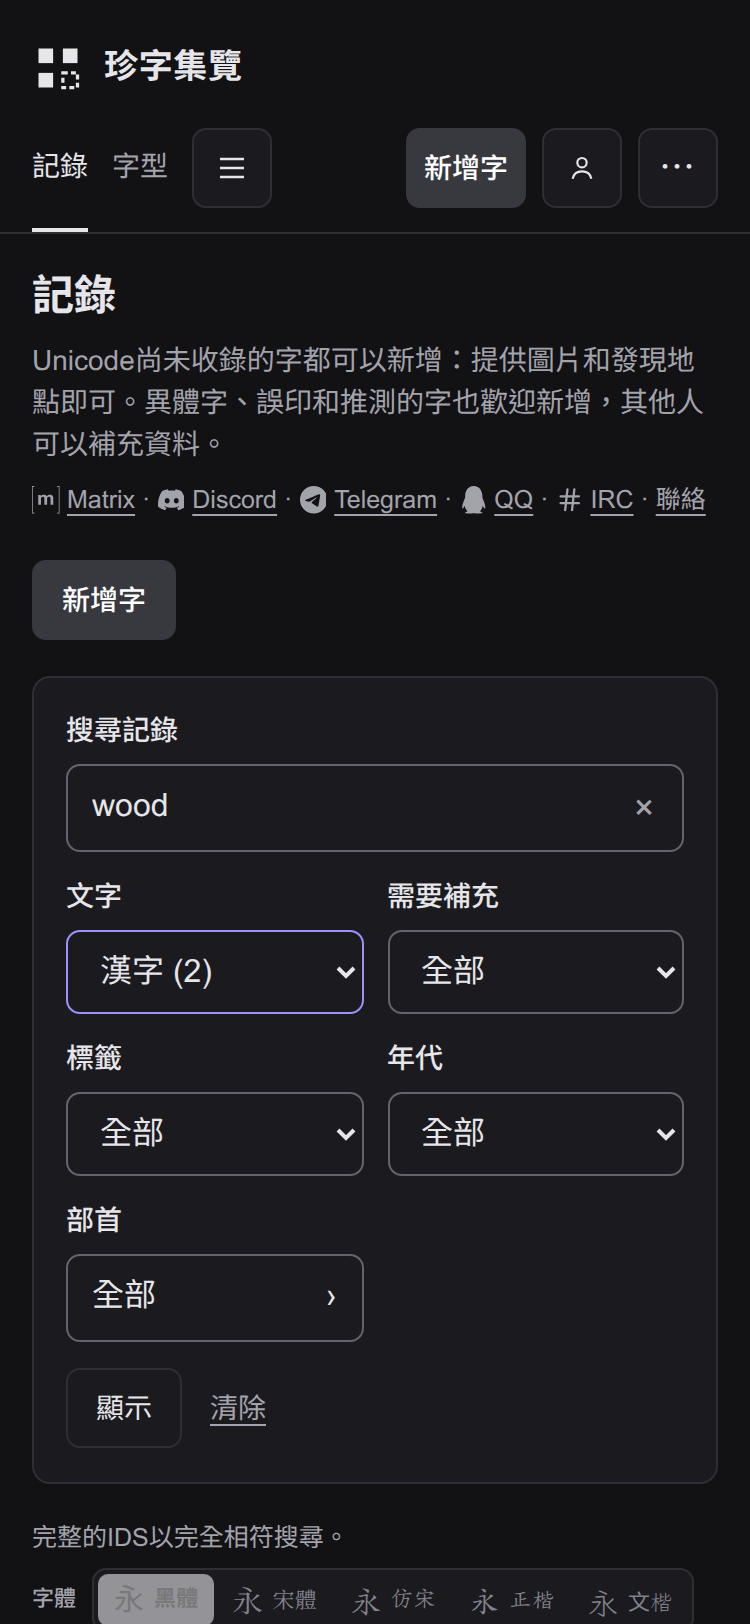 珍字集覽
記錄 字型 新增字
記錄
Unicode尚未收錄的字都可以新增：提供圖片和發現地
點即可。異體字、誤印和推測的字也歡迎新增，其他人
可以補充資料。
[m] Matrix · Discord · Telegram · QQ · IRC · 聯絡
新增字
搜尋記錄
wood ×
文字 需要補充
漢字 (2) 全部
標籤 年代
全部 全部
部首
全部 ›
顯示 清除
完整的IDS以完全相符搜尋。
字體 永 黑體 永 宋體 永 仿宋 永 正楷 永 文楷